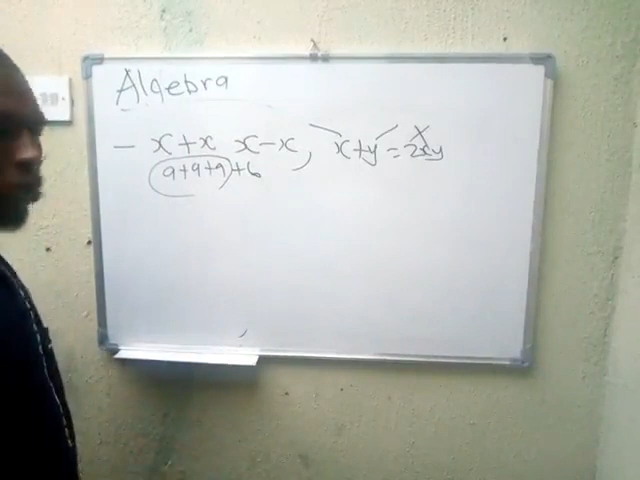 Algebra
- x + x x - x, x + y = 2xy
9+9+9+6